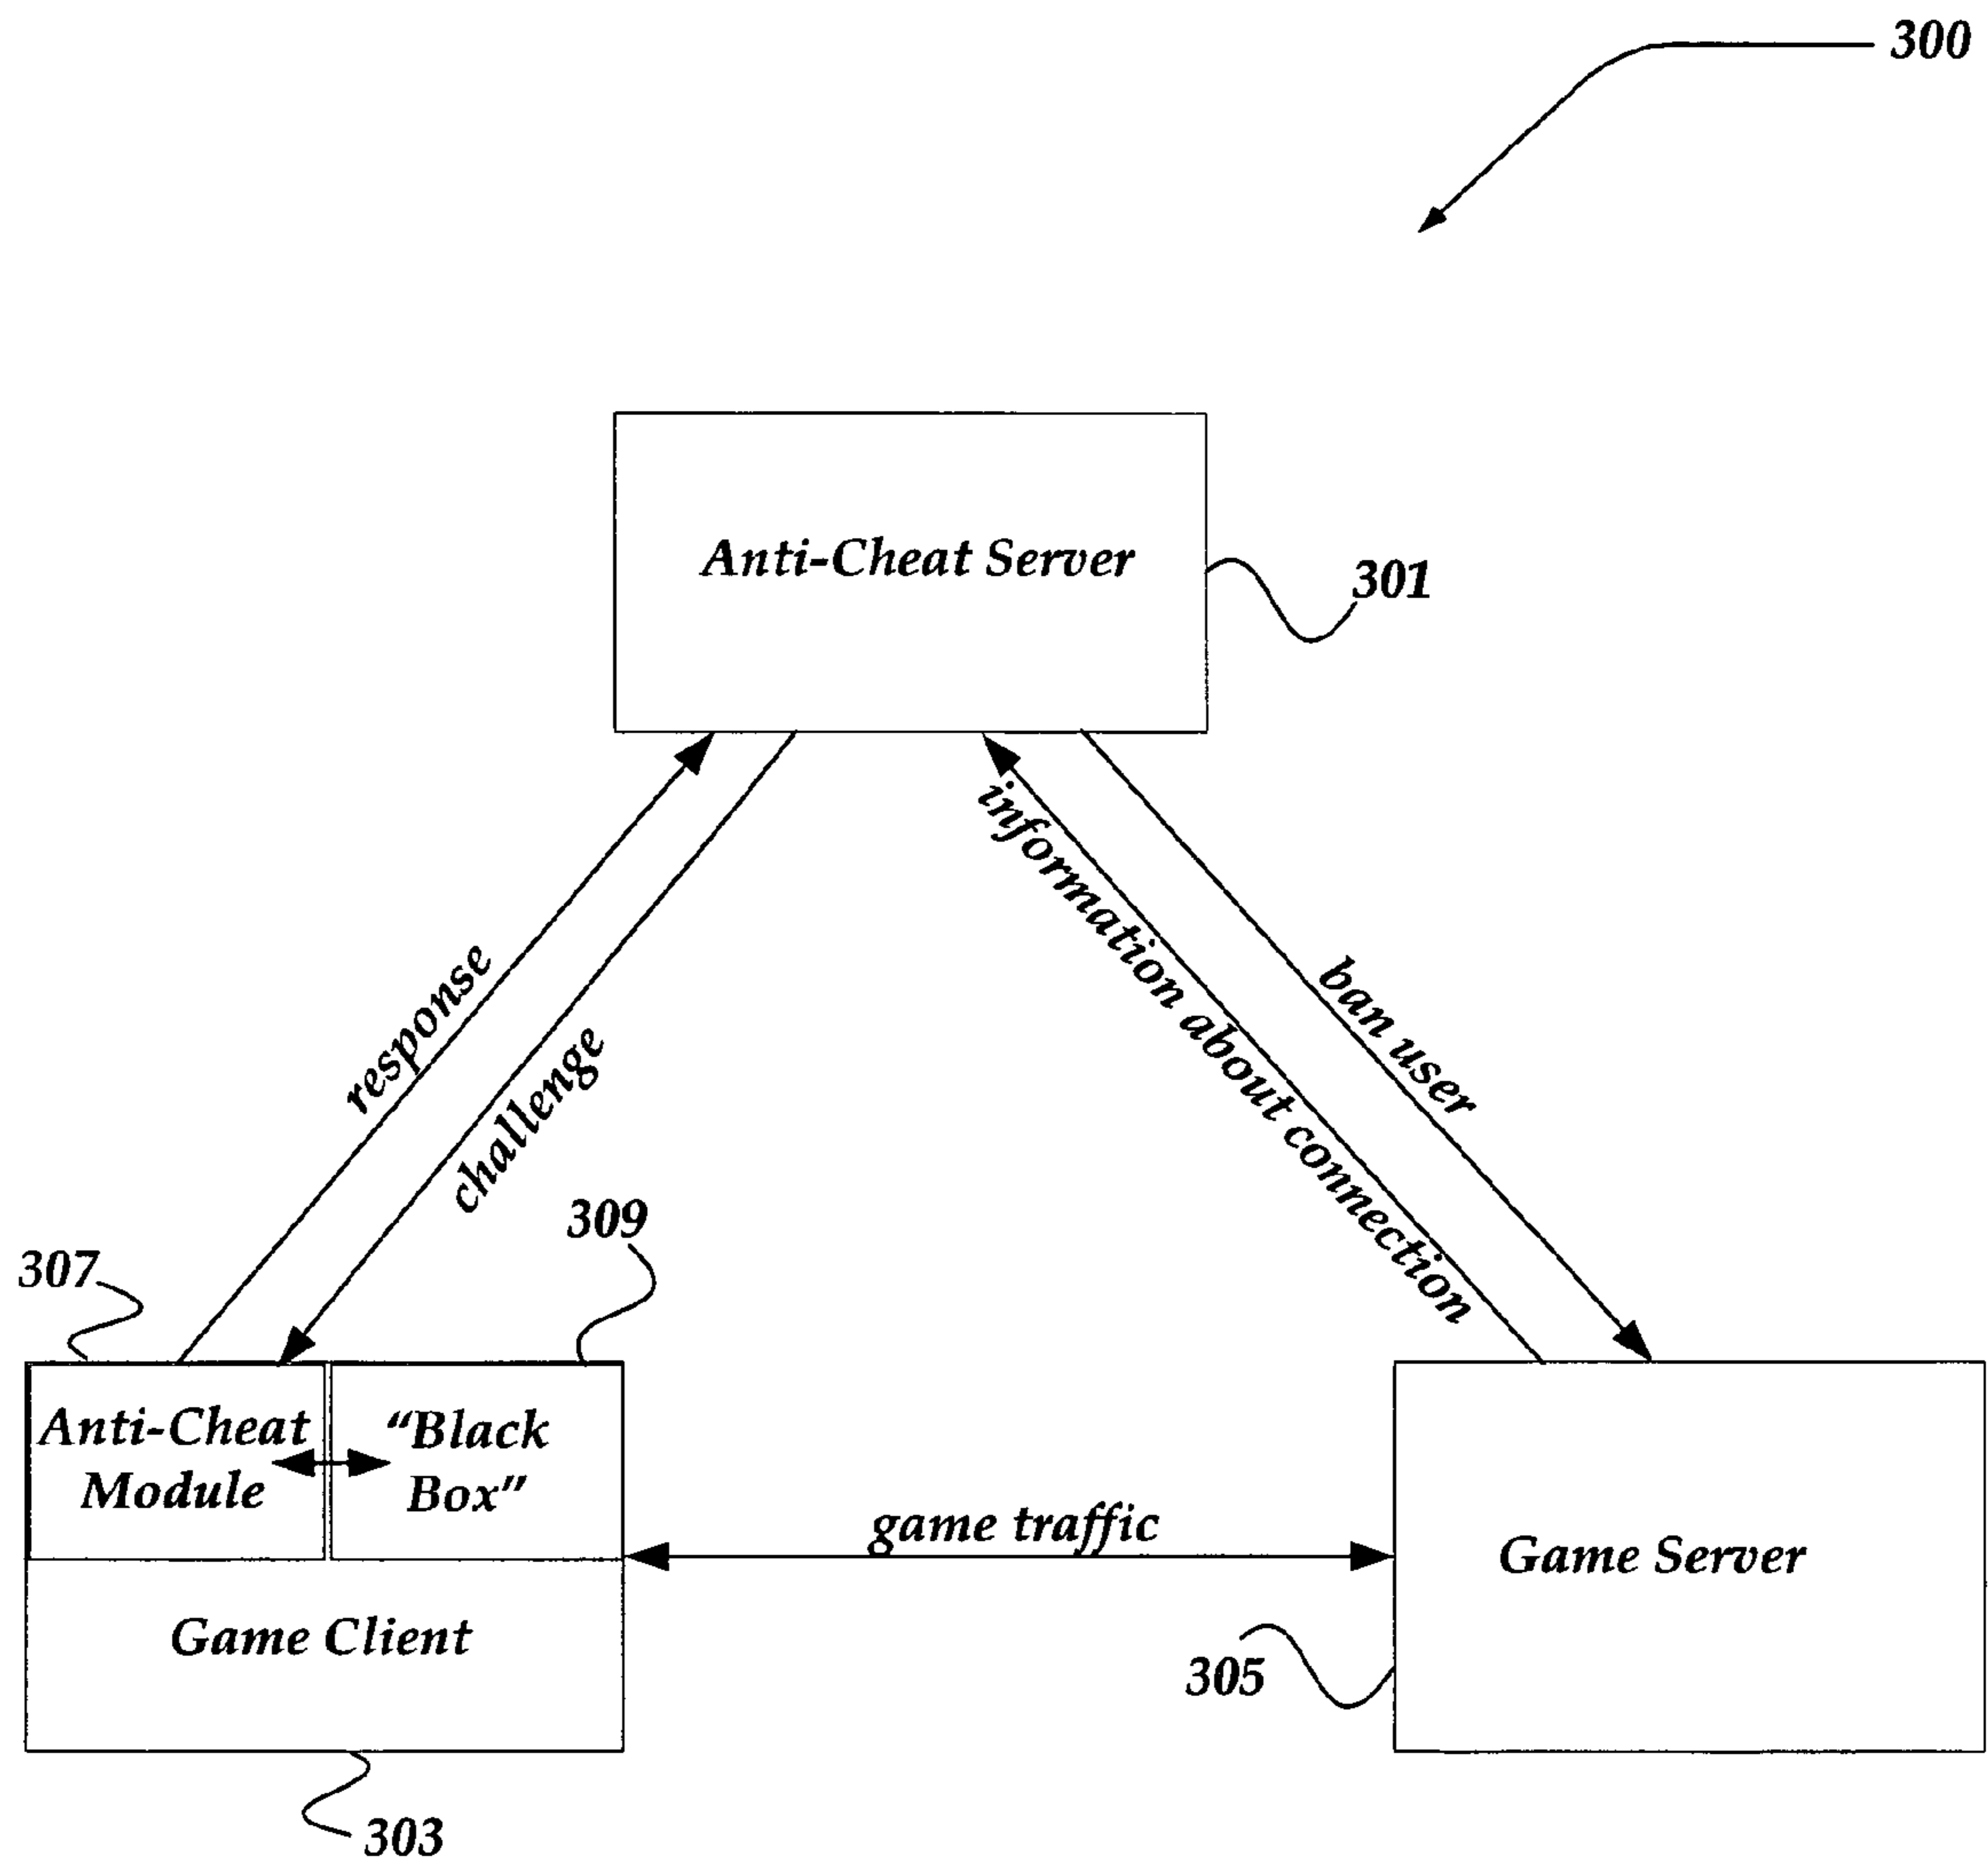 300
Anti-Cheat Server
301
response
challenge
information about connection
ban user
309
307
Anti-Cheat
Module
“Black
Box”
game traffic
Game Server
Game Client
305
303